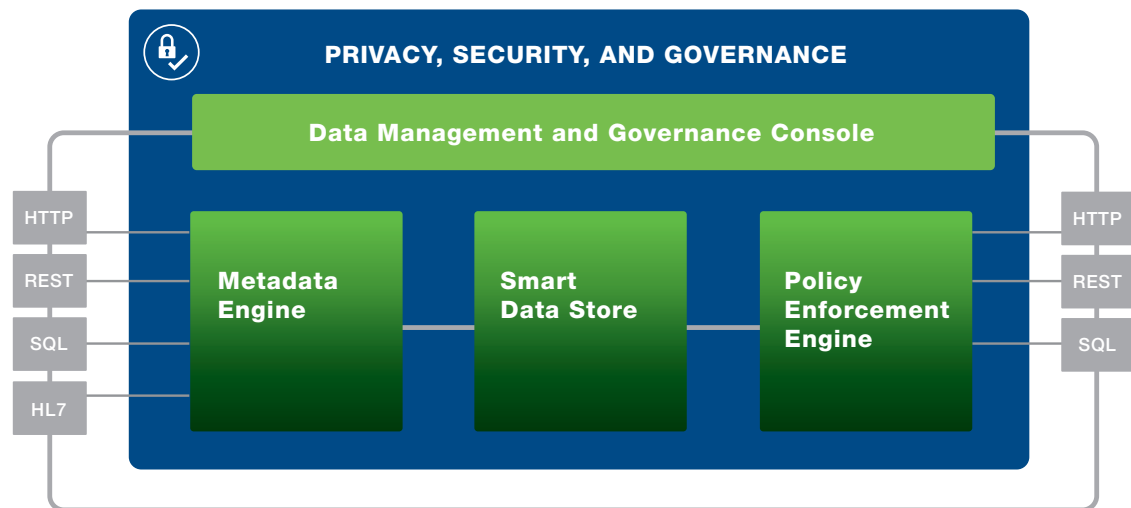 PRIVACY, SECURITY, AND GOVERNANCE
Data Management and Governance Console
HTTP
REST
SQL
HL7
Metadata
Engine
Smart
Data Store
Policy
Enforcement
Engine
HTTP
REST
SQL